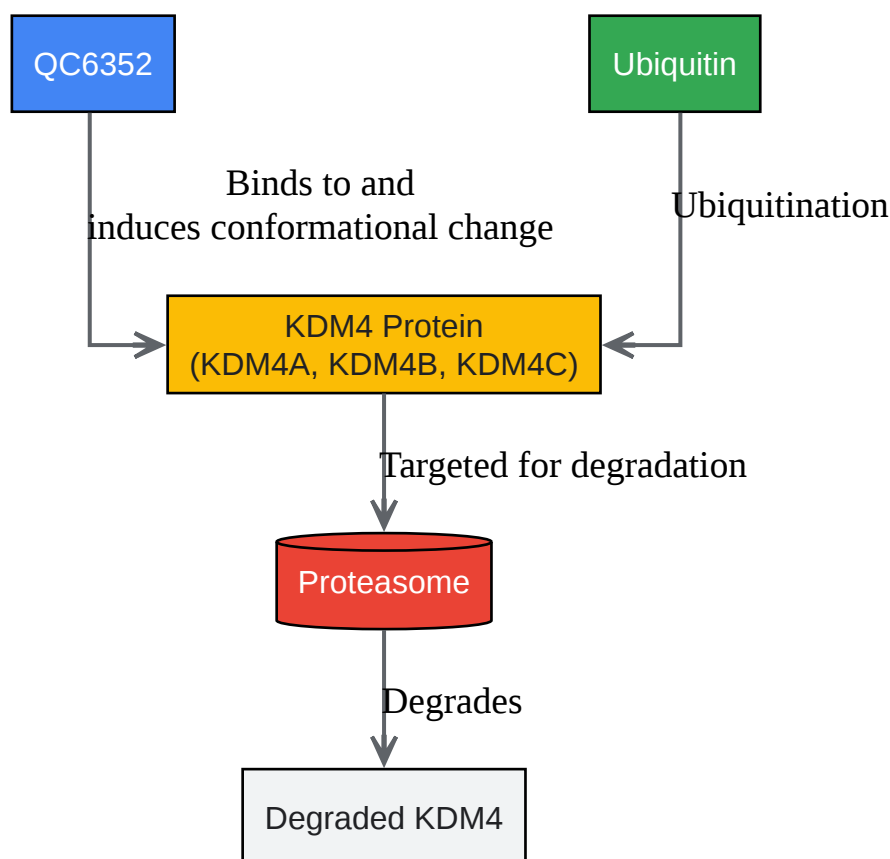 QC6352
Ubiquitin
Binds to and
induces conformational change
Ubiquitination
KDM4 Protein
(KDM4A, KDM4B, KDM4C)
Targeted for degradation
Proteasome
Degrades
Degraded KDM4